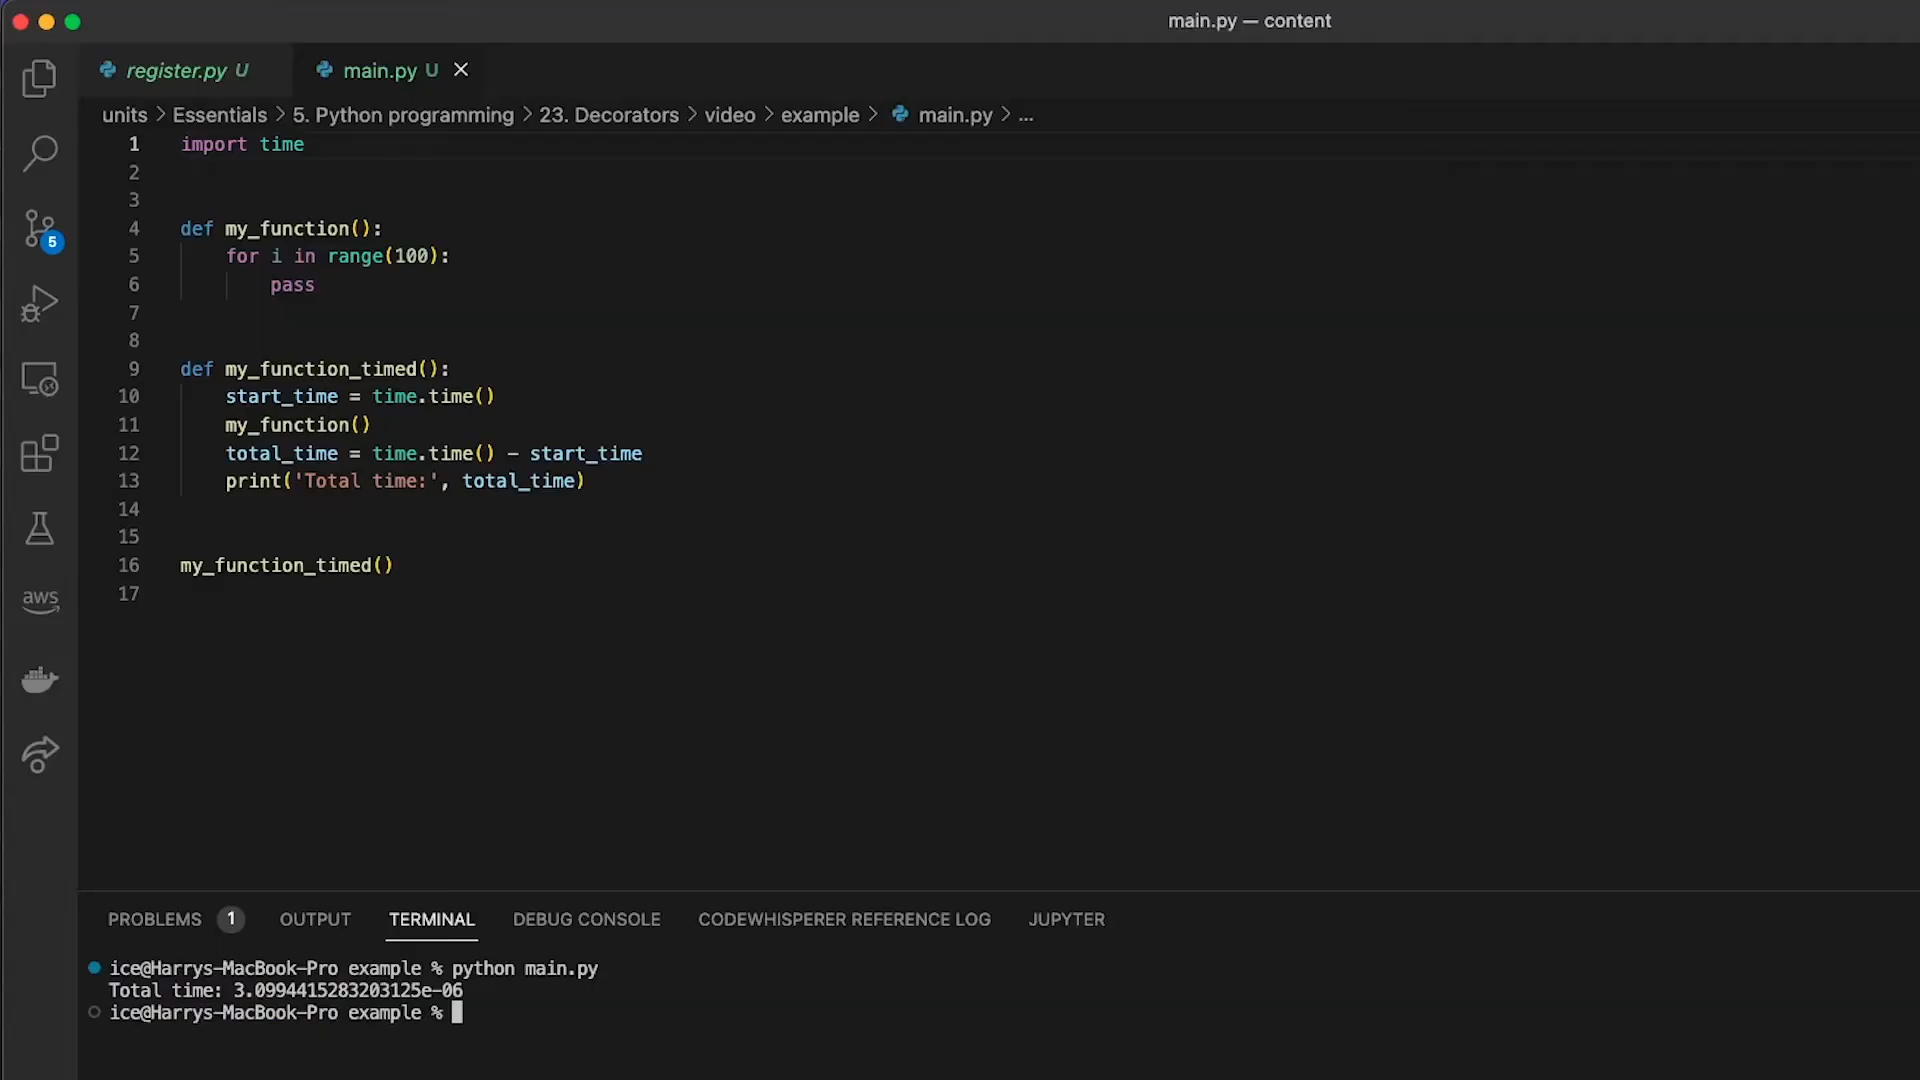 main.py — content
register.py U
main.py U
units > Essentials > 5. Python programming > 23. Decorators > video > example > main.py > ...
1 import time
2
3
4 def my_function():
5 for i in range(100):
6 pass
7
8
9 def my_function_timed():
10 start_time = time.time()
11 my_function()
12 total_time = time.time() - start_time
13 print('Total time:', total_time)
14
15
16 my_function_timed()
17
5
aws
PROBLEMS 1 OUTPUT TERMINAL DEBUG CONSOLE CODEWHISPERER REFERENCE LOG JUPYTER
ice@Harrys-MacBook-Pro example % python main.py
Total time: 3.0994415283203125e-06
ice@Harrys-MacBook-Pro example %